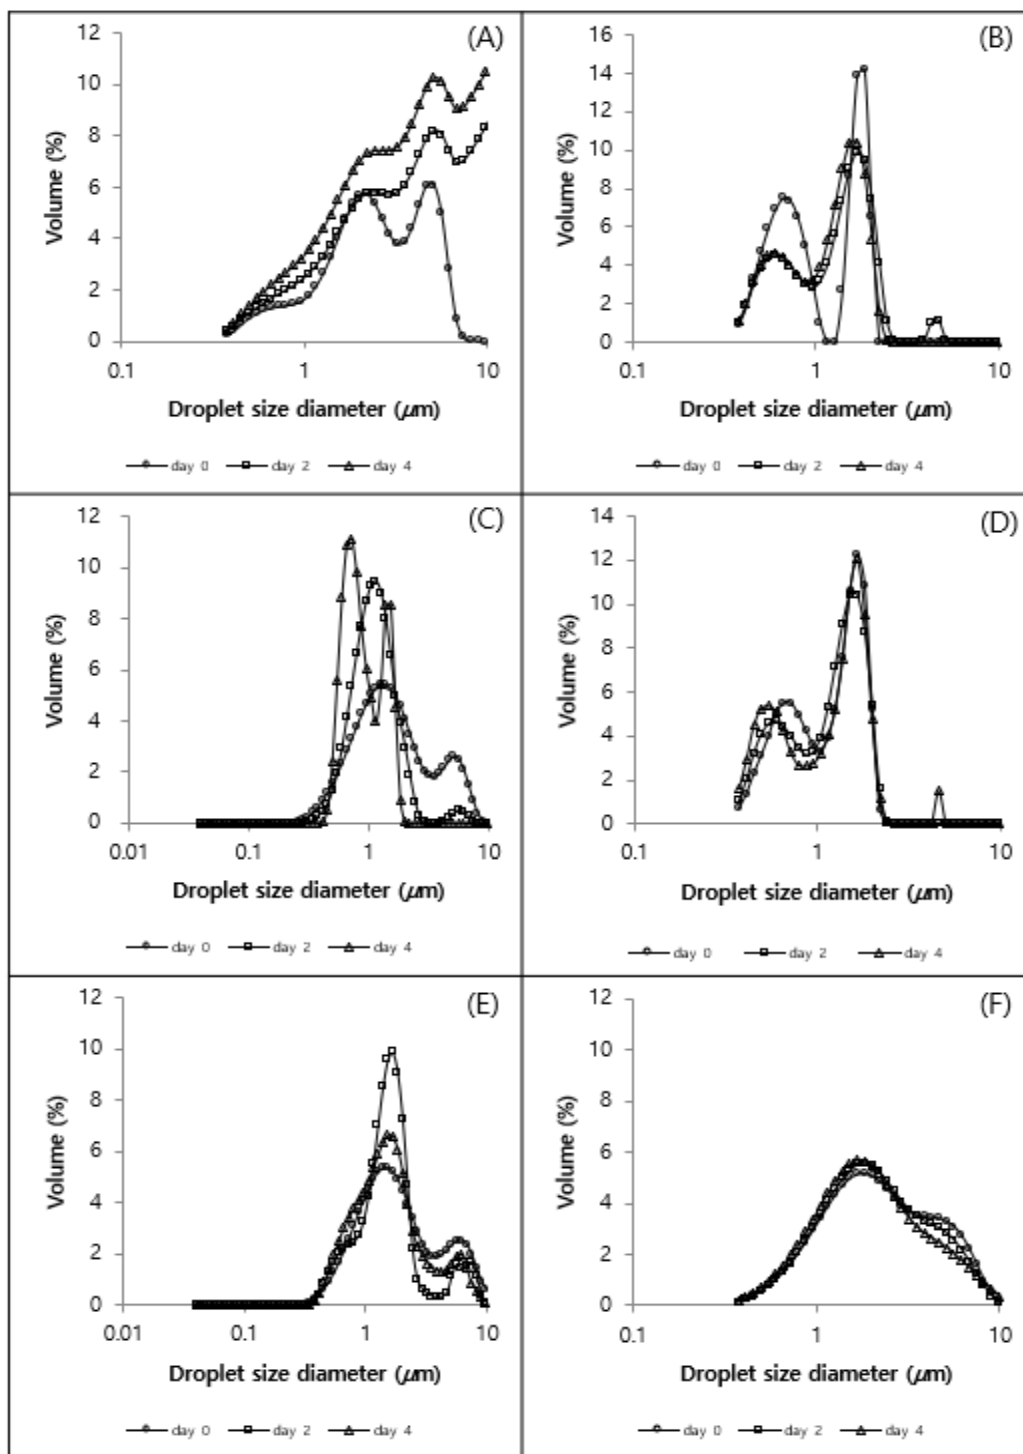 (A)
12
10
8
6
4
2
0
Volume (%)
0.1 1 10
Droplet size diameter (μm)
day 0 day 2 day 4
(B)
16
14
12
10
8
6
4
2
0
Volume (%)
0.1 1 10
Droplet size diameter (μm)
day 0 day 2 day 4
(C)
12
10
8
6
4
2
0
Volume (%)
0.01 0.1 1 10
Droplet size diameter (μm)
day 0 day 2 day 4
(D)
14
12
10
8
6
4
2
0
Volume (%)
0.1 1 10
Droplet size diameter (μm)
day 0 day 2 day 4
(E)
12
10
8
6
4
2
0
Volume (%)
0.01 0.1 1 10
Droplet size diameter (μm)
day 0 day 2 day 4
(F)
12
10
8
6
4
2
0
Volume (%)
0.1 1 10
Droplet size diameter (μm)
day 0 day 2 day 4